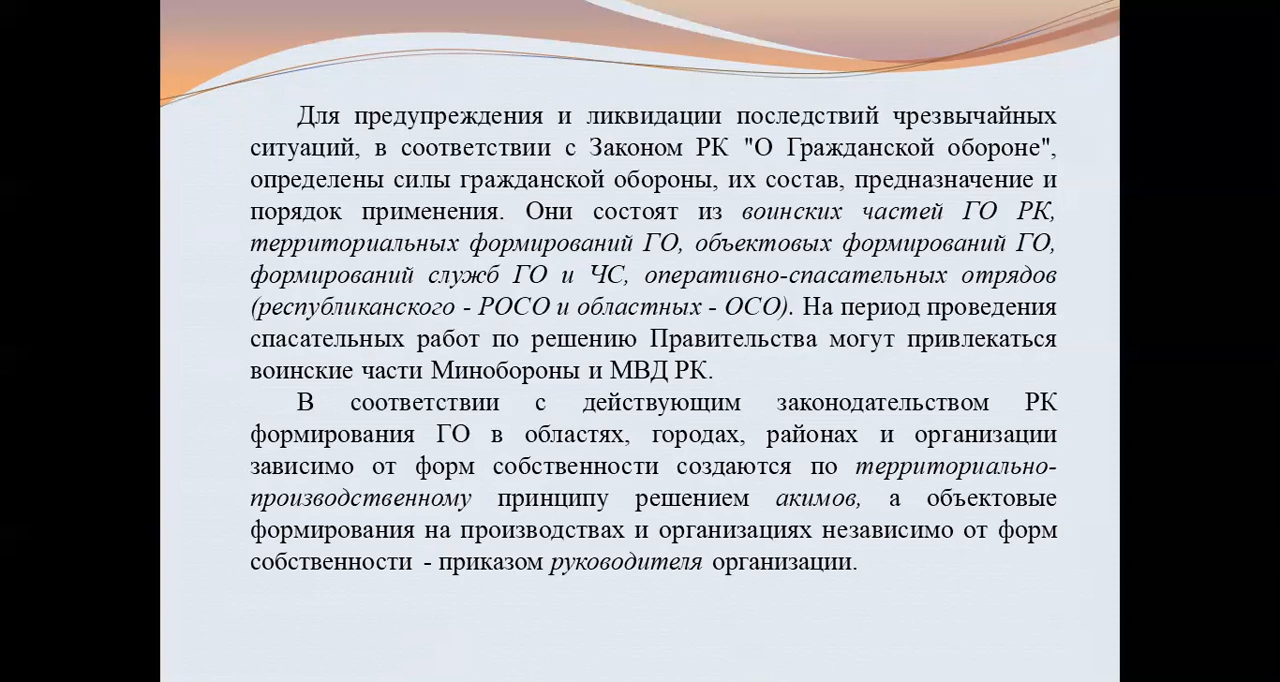 Для предупреждения и ликвидации последствий чрезвычайных
ситуаций, в соответствии с Законом РК "О Гражданской обороне",
определены силы гражданской обороны, их состав, предназначение и
порядок применения. Они состоят из воинских частей ГО РК,
территориальных формирований ГО, объектовых формирований ГО,
формирований служб ГО и ЧС, оперативно-спасательных отрядов
(республиканского - РОСО и областных - ОСО). На период проведения
спасательных работ по решению Правительства могут привлекаться
воинские части Минобороны и МВД РК.
В соответствии с действующим законодательством РК
формирования ГО в областях, городах, районах и организации
зависимо от форм собственности создаются по территориально-
производственному принципу решением акимов, а объектовые
формирования на производствах и организациях независимо от форм
собственности - приказом руководителя организации.